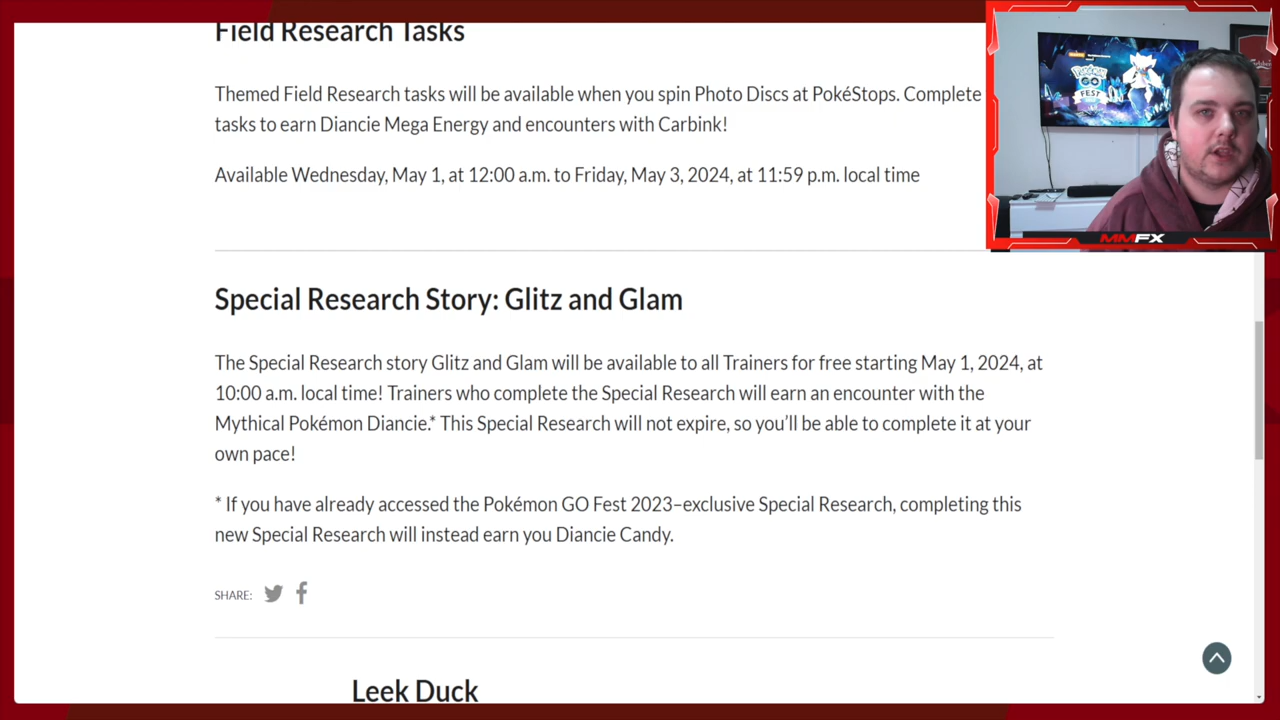 Field Research Tasks
Themed Field Research tasks will be available when you spin Photo Discs at PokéStops. Complete
tasks to earn Diancie Mega Energy and encounters with Carbink!
Available Wednesday, May 1, at 12:00 a.m. to Friday, May 3, 2024, at 11:59 p.m. local time
POKÉMON
GO
FEST
MMFX
Special Research Story: Glitz and Glam
The Special Research story Glitz and Glam will be available to all Trainers for free starting May 1, 2024, at
10:00 a.m. local time! Trainers who complete the Special Research will earn an encounter with the
Mythical Pokémon Diancie.* This Special Research will not expire, so you’ll be able to complete it at your
own pace!
* If you have already accessed the Pokémon GO Fest 2023–exclusive Special Research, completing this
new Special Research will instead earn you Diancie Candy.
SHARE:
Leek Duck